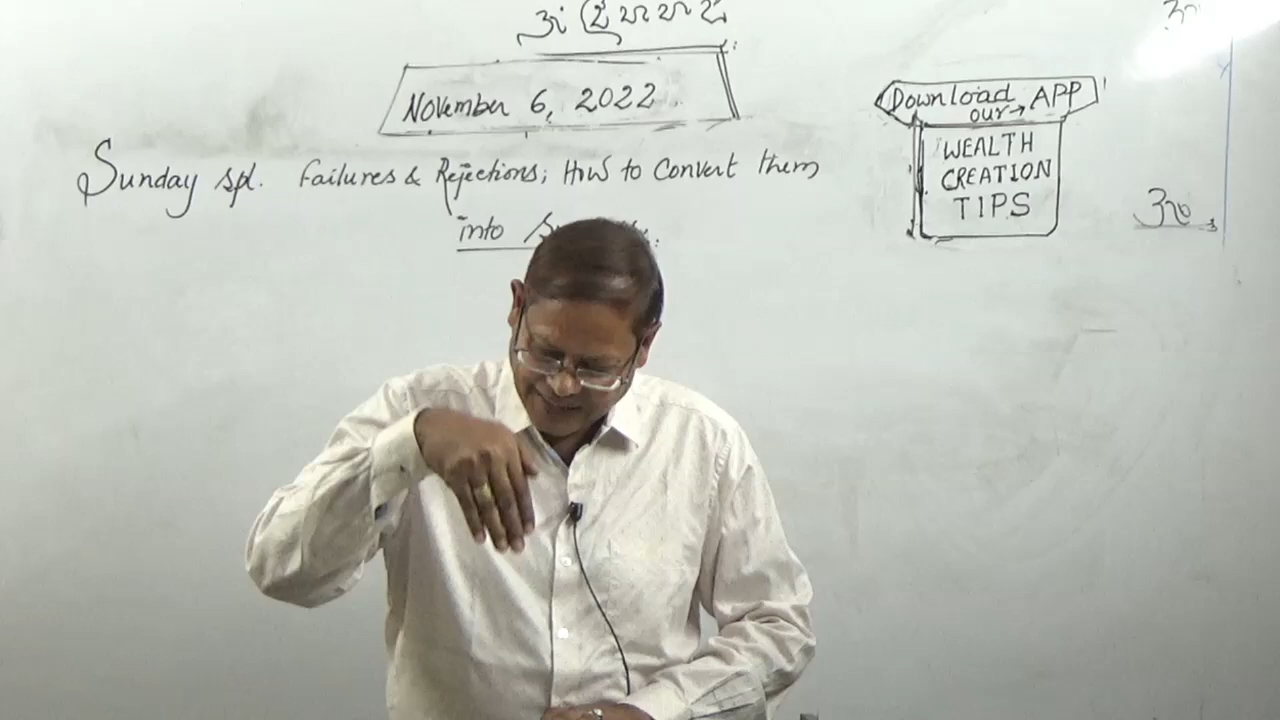 November 6, 2022
Sunday spl. Failures & Rejections; How to Convert them
into
Download
our → APP
WEALTH
CREATION
TIPS